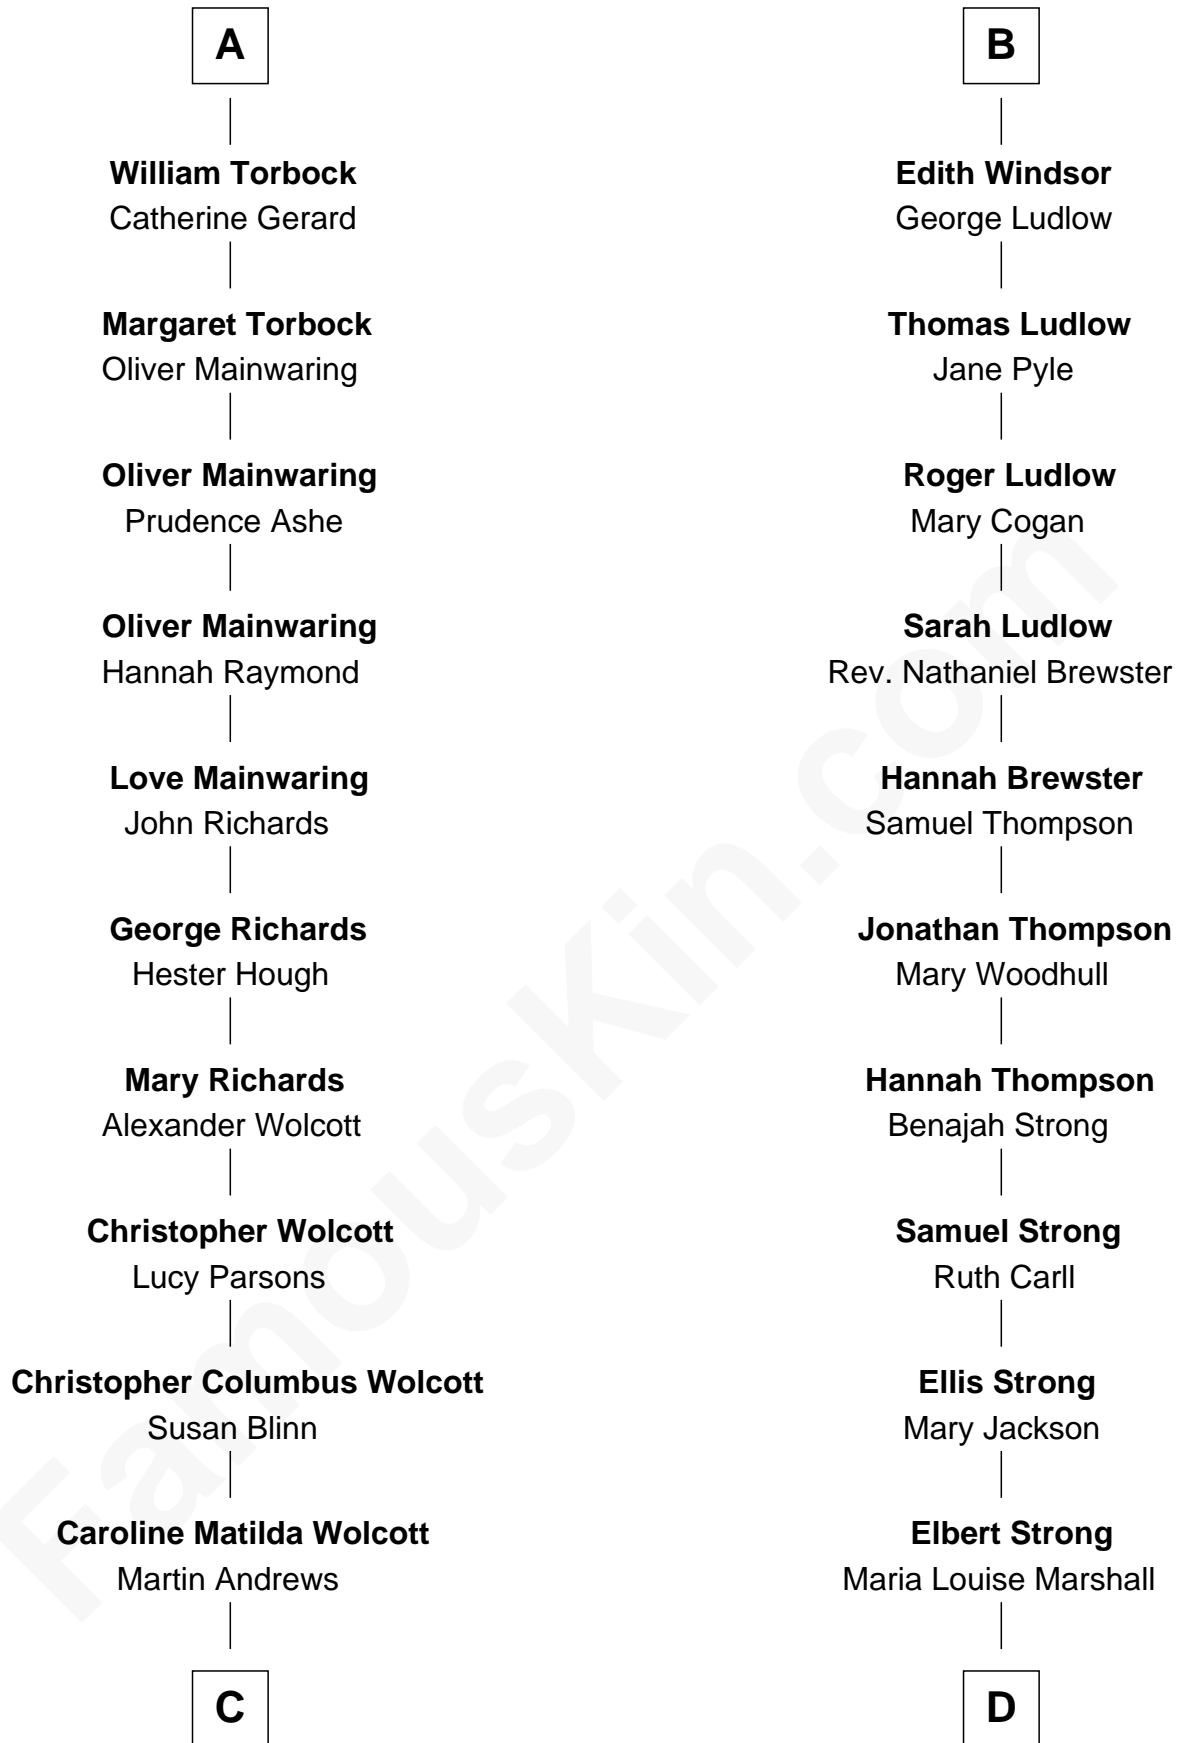 A
William Torbock
Catherine Gerard
Margaret Torbock
Oliver Mainwaring
Oliver Mainwaring
Prudence Ashe
Oliver Mainwaring
Hannah Raymond
Love Mainwaring
John Richards
George Richards
Hester Hough
Mary Richards
Alexander Wolcott
Christopher Wolcott
Lucy Parsons
Christopher Columbus Wolcott
Susan Blinn
Caroline Matilda Wolcott
Martin Andrews
C
B
Edith Windsor
George Ludlow
Thomas Ludlow
Jane Pyle
Roger Ludlow
Mary Cogan
Sarah Ludlow
Rev. Nathaniel Brewster
Hannah Brewster
Samuel Thompson
Jonathan Thompson
Mary Woodhull
Hannah Thompson
Benajah Strong
Samuel Strong
Ruth Carll
Ellis Strong
Mary Jackson
Elbert Strong
Maria Louise Marshall
D
FamousKin.com